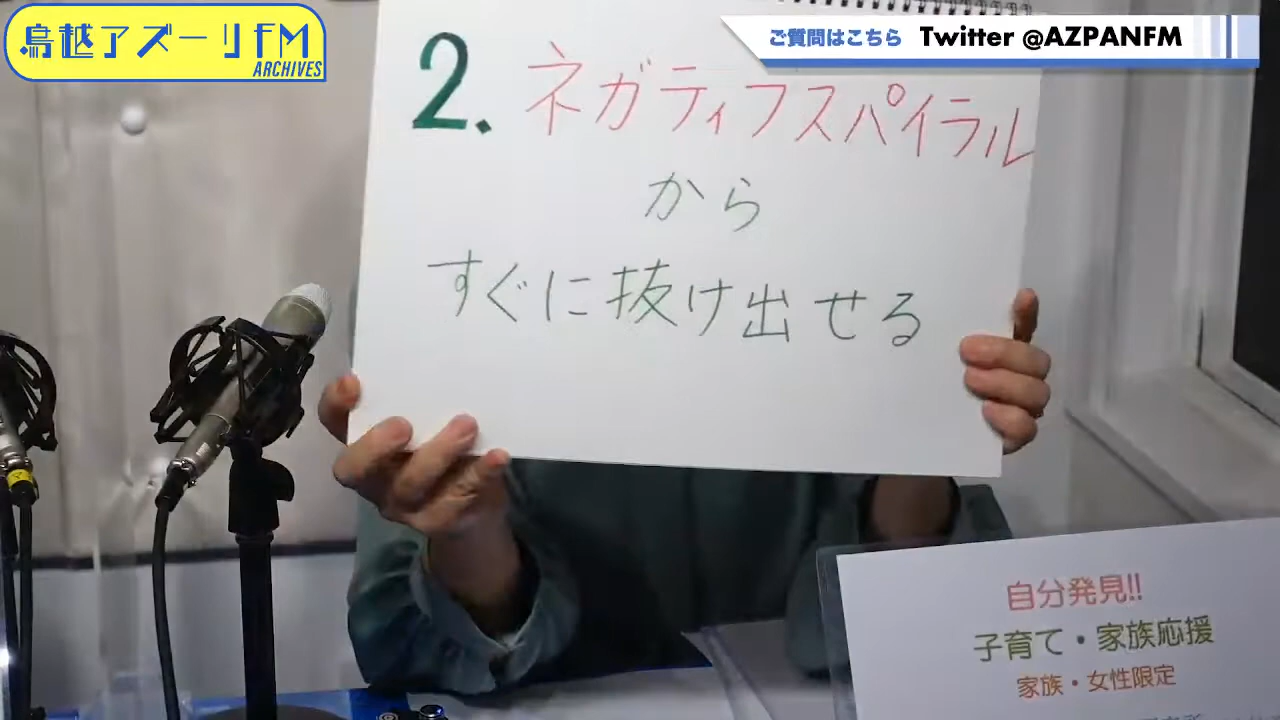 鳥越アズーリFM
ARCHIVES
ご質問はこちら Twitter @AZPANFM
2. ネガティフスパイラル
から
すぐに抜け出せる
自分発見!!
子育て・家族応援
家族・女性限定